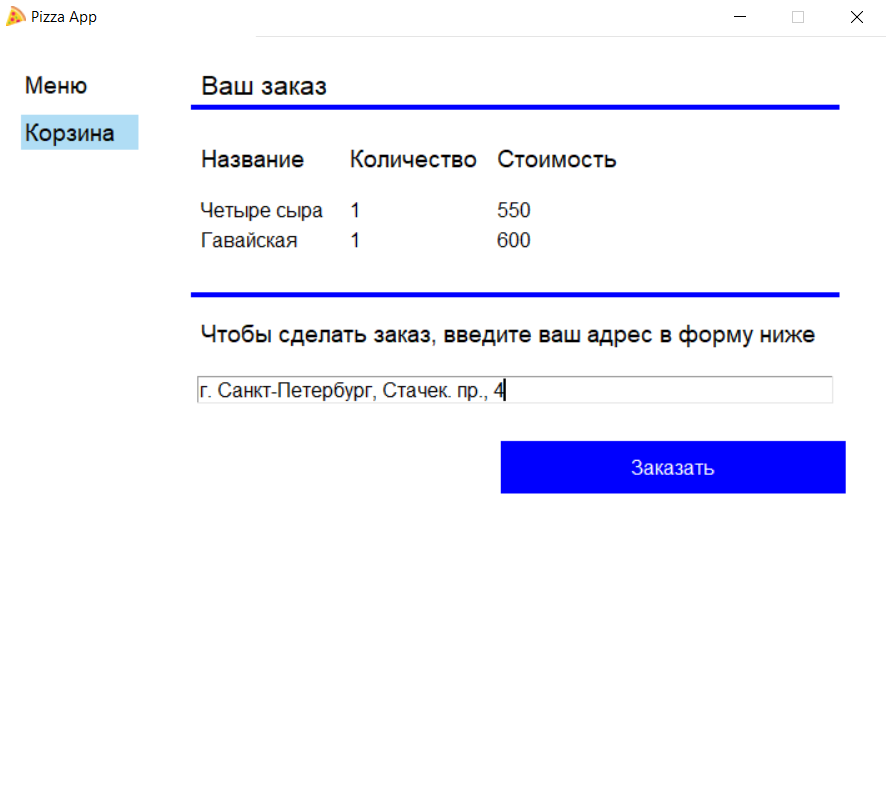 Pizza App
Меню
Корзина
Ваш заказ
Название Количество Стоимость
Четыре сыра 1 550
Гавайская 1 600
Чтобы сделать заказ, введите ваш адрес в форму ниже
г. Санкт-Петербург, Стачек. пр., 4
Заказать